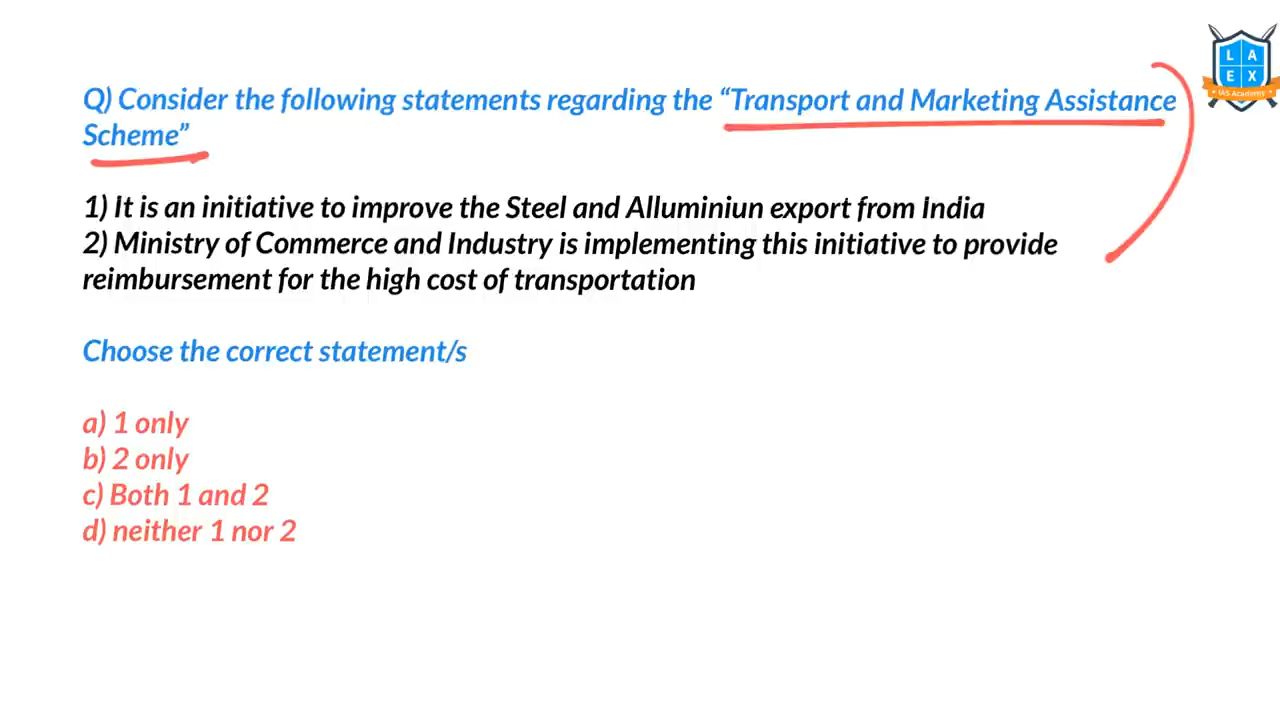 L A
E X
IAS Academy
Q) Consider the following statements regarding the “Transport and Marketing Assistance
Scheme”
1) It is an initiative to improve the Steel and Alluminiun export from India
2) Ministry of Commerce and Industry is implementing this initiative to provide
reimbursement for the high cost of transportation
Choose the correct statement/s
a) 1 only
b) 2 only
c) Both 1 and 2
d) neither 1 nor 2